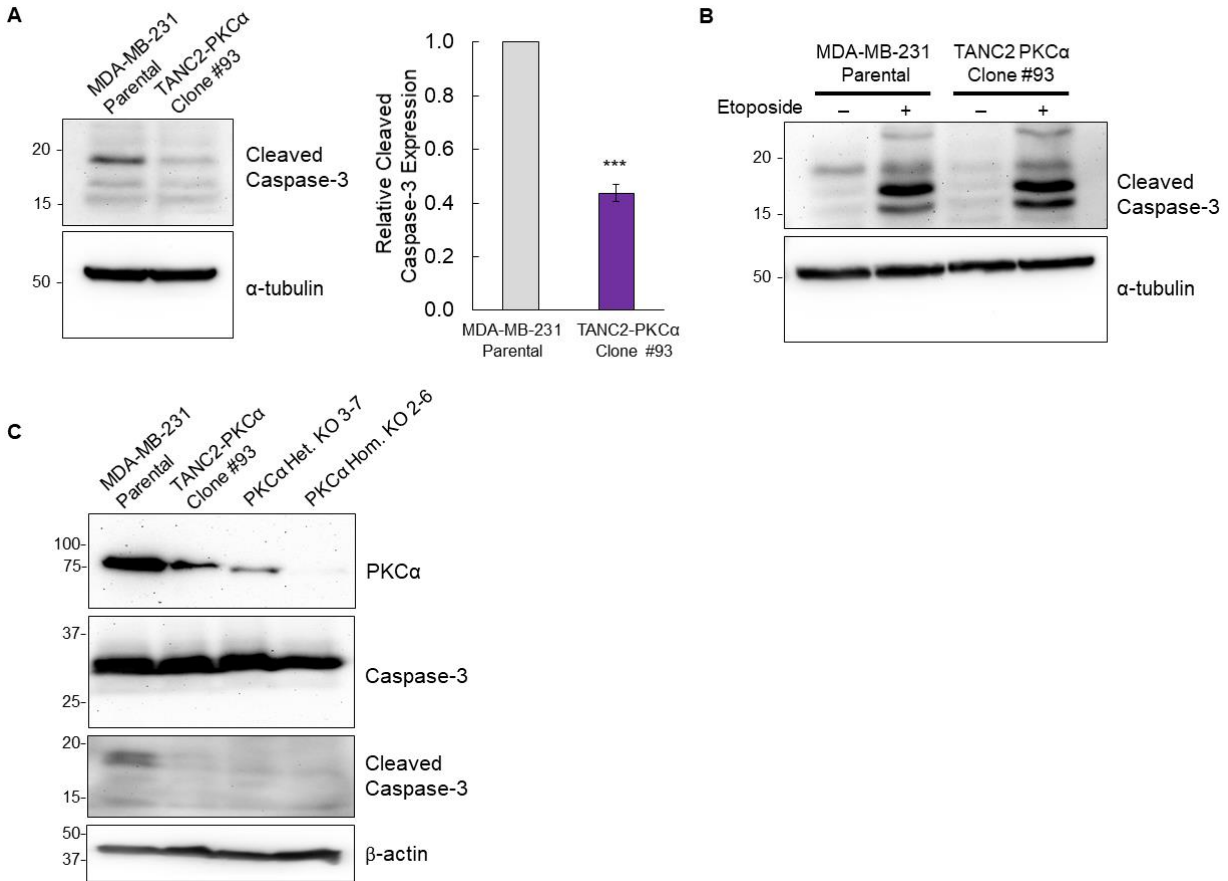 A
MDA-MB-231
Parental
TANC2-PKCα
Clone #93
20
15
Cleaved
Caspase-3
50
α-tubulin
Relative Cleaved
Caspase-3 Expression
1.0
0.8
0.6
0.4
0.2
0.0
***
MDA-MB-231
Parental
TANC2-PKCα
Clone #93
B
MDA-MB-231
Parental
TANC2 PKCα
Clone #93
Etoposide
– + – +
20
15
Cleaved
Caspase-3
50
α-tubulin
C
MDA-MB-231
Parental
TANC2-PKCα
Clone #93
PKCα Het. KO 3-7
PKCα Hom. KO 2-6
100-
75-
PKCα
37-
25-
Caspase-3
20-
15-
Cleaved
Caspase-3
50-
37-
β-actin